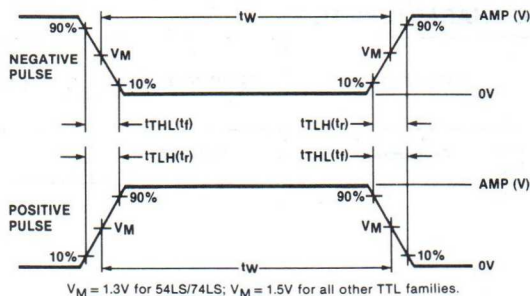 tW
AMP (V)
90%
90%
NEGATIVE
PULSE
VM
VM
10%
10%
0V
tTHL(tf)
tTLH(tr)
tTLH(tr)
tTHL(tf)
AMP (V)
90%
90%
POSITIVE
PULSE
VM
VM
10%
10%
tW
0V
VM = 1.3V for 54LS/74LS; VM = 1.5V for all other TTL families.